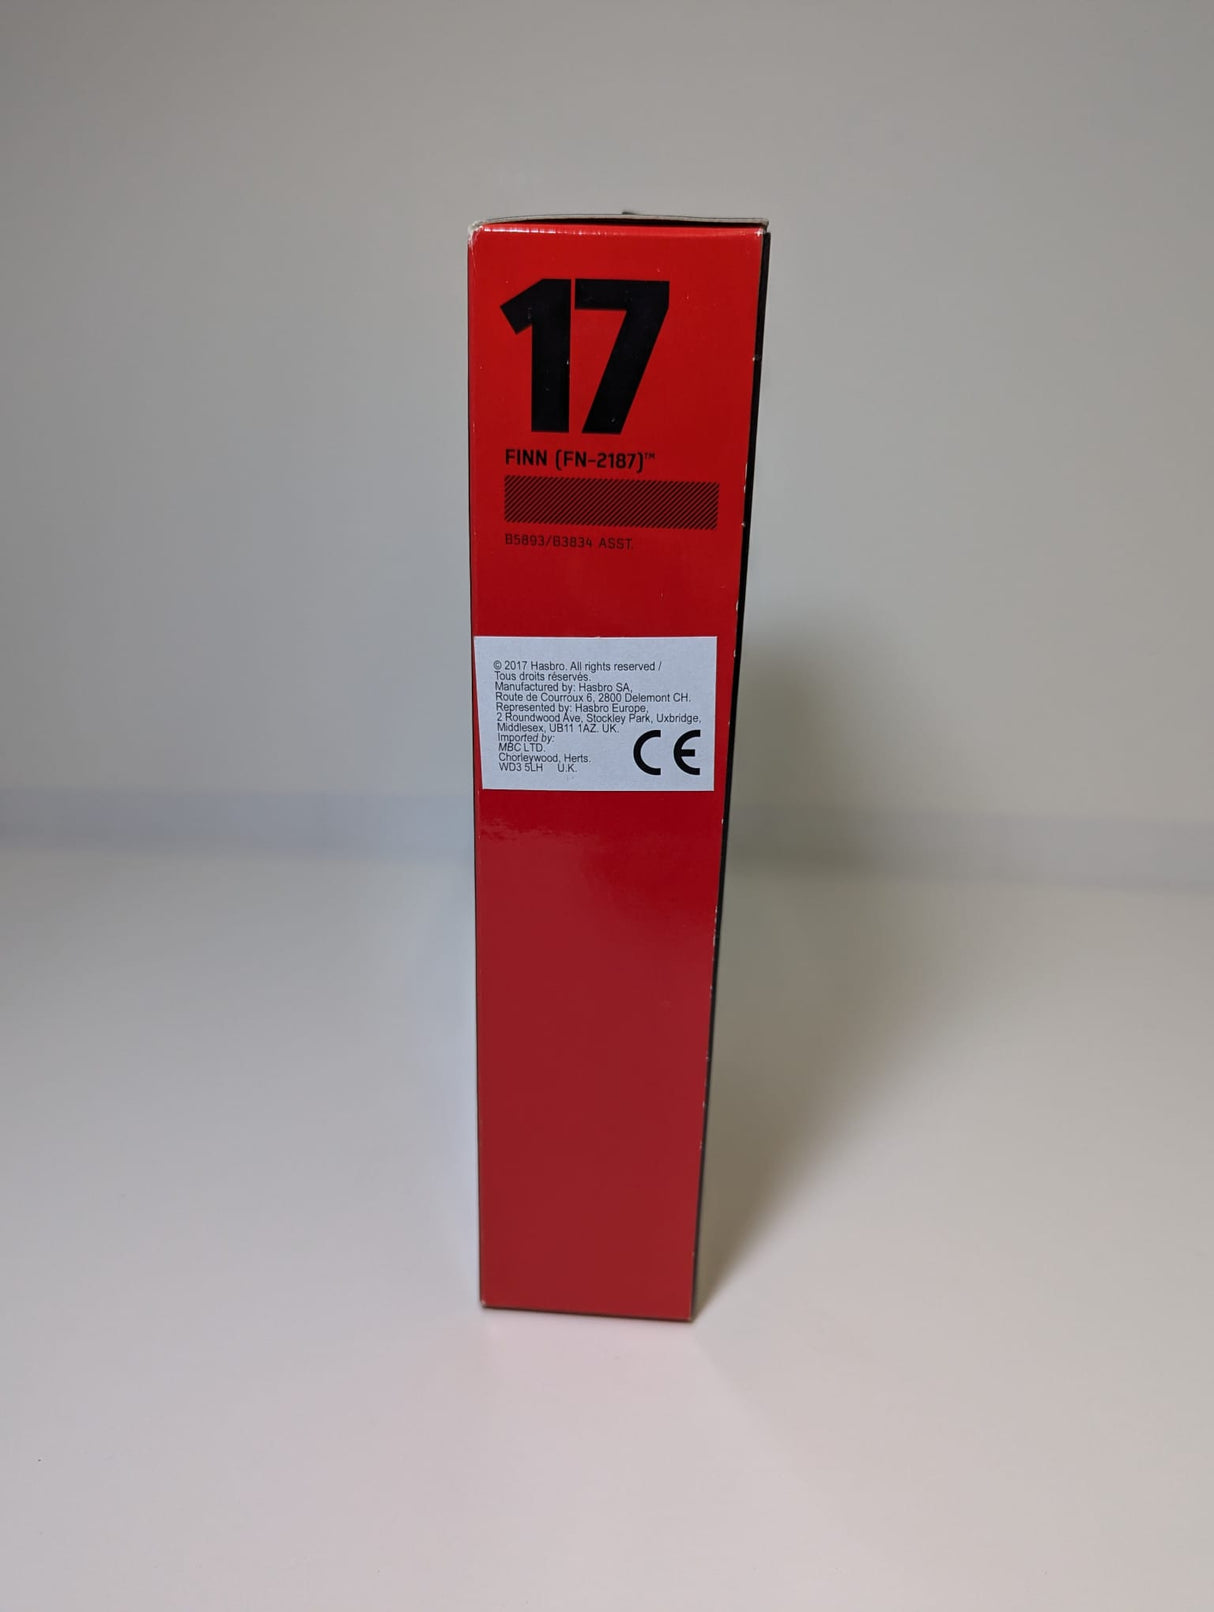 17
FINN (FN-2187)™
B5893/B3834 ASST.
© 2017 Hasbro. All rights reserved /
Tous droits réservés.
Manufactured by: Hasbro SA,
Route de Courroux 6, 2800 Delemont CH.
Represented by: Hasbro Europe,
2 Roundwood Ave, Stockley Park, Uxbridge,
Middlesex, UB11 1AZ. UK.
Imported by:
MBC LTD.
Chorleywood, Herts.
WD3 5LH U.K.
CE